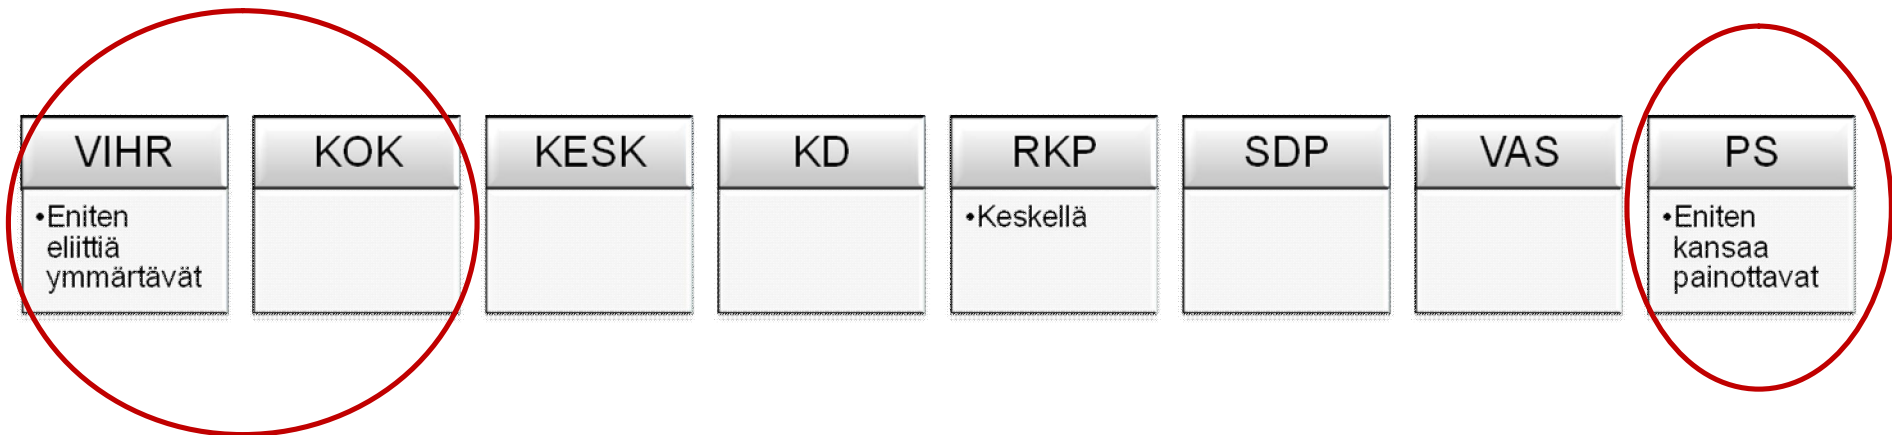 VIHR
•Eniten
eliittiä
ymmärtävät
KOK
KESK
KD
RKP
•Keskellä
SDP
VAS
PS
•Eniten
kansaa
painottavat